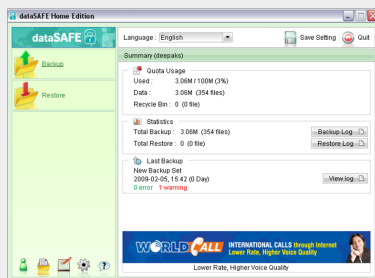 dataSAFE Home Edition
dataSAFE
Language : English
Save Setting
Quit
Backup
Restore
Summary (deepaks)
Quota Usage
Used : 3.06M / 100M (3%)
Data : 3.06M (354 files)
Recycle Bin : 0 (0 file)
Statistics
Total Backup : 3.06M (354 files)
Backup Log
Total Restore : 0 (0 file)
Restore Log
Last Backup
New Backup Set
2009-02-05, 15:42 (0 Day)
0 error 1 warning
View log
WORLDCALL
INTERNATIONAL CALLS through Internet
Lower Rate, Higher Voice Quality
Lower Rate, Higher Voice Quality